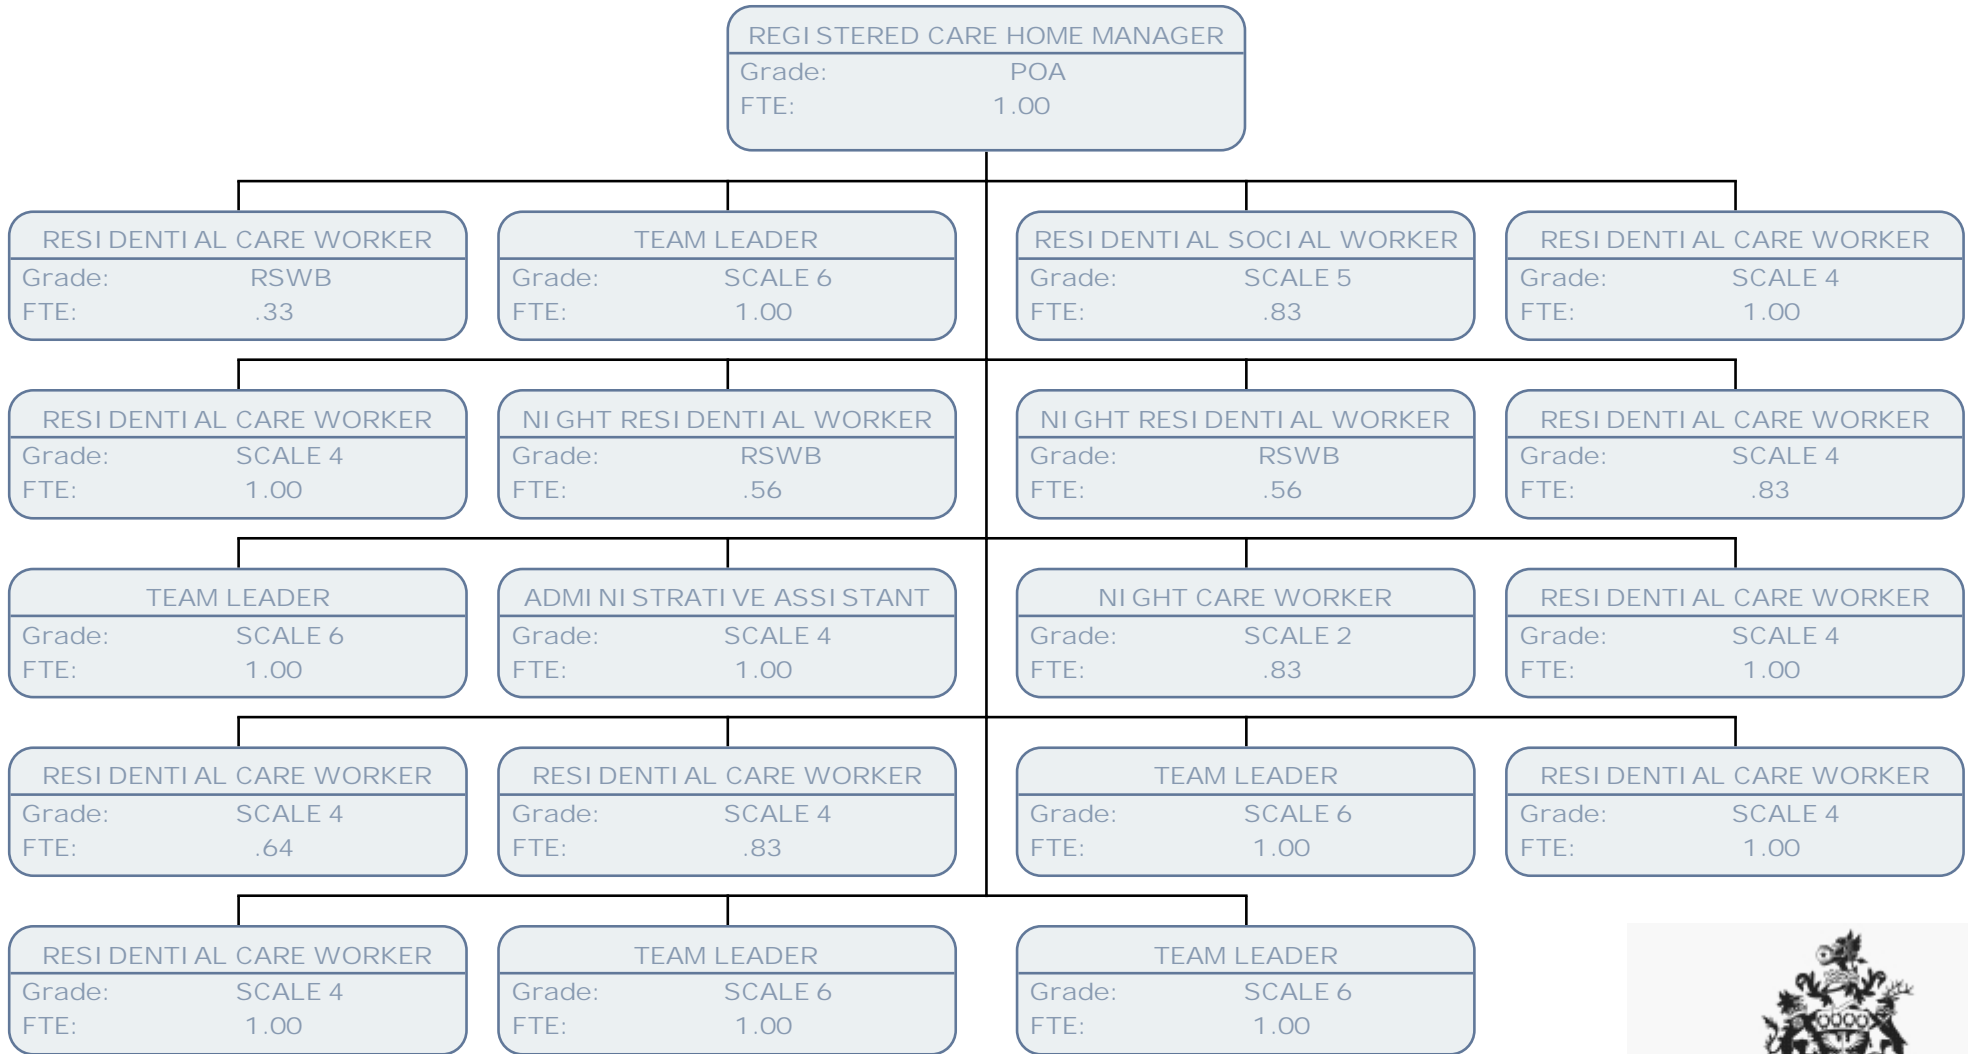 REGISTERED CARE HOME MANAGER
Grade: POA
FTE: 1.00
RESIDENTIAL CARE WORKER
Grade: RSWB
FTE: .33
TEAM LEADER
Grade: SCALE 6
FTE: 1.00
RESIDENTIAL SOCIAL WORKER
Grade: SCALE 5
FTE: .83
RESIDENTIAL CARE WORKER
Grade: SCALE 4
FTE: 1.00
RESIDENTIAL CARE WORKER
Grade: SCALE 4
FTE: 1.00
NIGHT RESIDENTIAL WORKER
Grade: RSWB
FTE: .56
NIGHT RESIDENTIAL WORKER
Grade: RSWB
FTE: .56
RESIDENTIAL CARE WORKER
Grade: SCALE 4
FTE: .83
TEAM LEADER
Grade: SCALE 6
FTE: 1.00
ADMINISTRATIVE ASSISTANT
Grade: SCALE 4
FTE: 1.00
NIGHT CARE WORKER
Grade: SCALE 2
FTE: .83
RESIDENTIAL CARE WORKER
Grade: SCALE 4
FTE: 1.00
RESIDENTIAL CARE WORKER
Grade: SCALE 4
FTE: .64
RESIDENTIAL CARE WORKER
Grade: SCALE 4
FTE: .83
TEAM LEADER
Grade: SCALE 6
FTE: 1.00
RESIDENTIAL CARE WORKER
Grade: SCALE 4
FTE: 1.00
RESIDENTIAL CARE WORKER
Grade: SCALE 4
FTE: 1.00
TEAM LEADER
Grade: SCALE 6
FTE: 1.00
TEAM LEADER
Grade: SCALE 6
FTE: 1.00